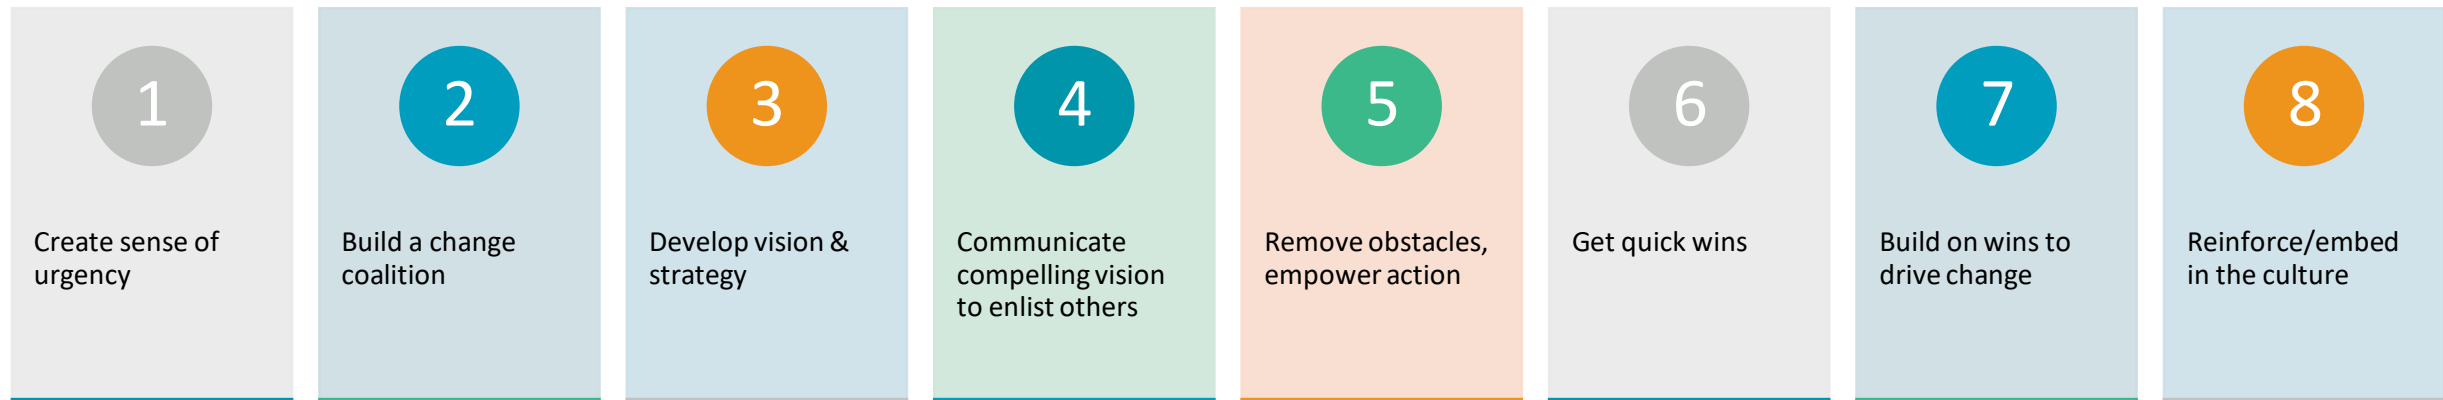 1
Create sense of
urgency
2
Build a change
coalition
3
Develop vision &
strategy
4
Communicate
compelling vision
to enlist others
5
Remove obstacles,
empower action
6
Get quick wins
7
Build on wins to
drive change
8
Reinforce/embed
in the culture